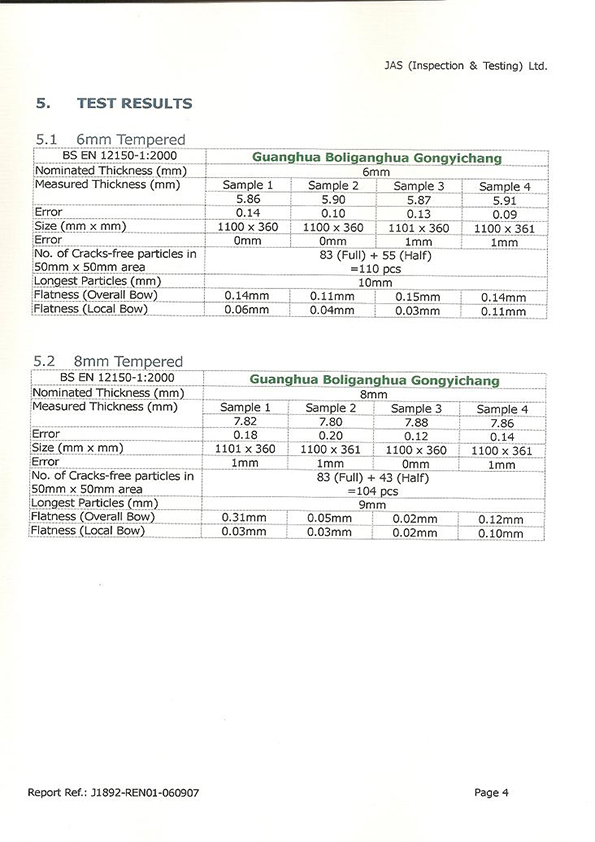 JAS (Inspection & Testing) Ltd.
5. TEST RESULTS
5.1 6mm Tempered
BS EN 12150-1:2000 Guanghua Boliganghua Gongyichang
Nominated Thickness (mm) 6mm
Measured Thickness (mm) Sample 1 Sample 2 Sample 3 Sample 4
5.86 5.90 5.87 5.91
Error 0.14 0.10 0.13 0.09
Size (mm x mm) 1100 x 360 1100 x 360 1101 x 360 1100 x 361
Error 0mm 0mm 1mm 1mm
No. of Cracks-free particles in 83 (Full) + 55 (Half)
50mm x 50mm area =110 pcs
Longest Particles (mm) 10mm
Flatness (Overall Bow) 0.14mm 0.11mm 0.15mm 0.14mm
Flatness (Local Bow) 0.06mm 0.04mm 0.03mm 0.11mm
5.2 8mm Tempered
BS EN 12150-1:2000 Guanghua Boliganghua Gongyichang
Nominated Thickness (mm) 8mm
Measured Thickness (mm) Sample 1 Sample 2 Sample 3 Sample 4
7.82 7.80 7.88 7.86
Error 0.18 0.20 0.12 0.14
Size (mm x mm) 1101 x 360 1100 x 361 1100 x 360 1100 x 361
Error 1mm 1mm 0mm 1mm
No. of Cracks-free particles in 83 (Full) + 43 (Half)
50mm x 50mm area =104 pcs
Longest Particles (mm) 9mm
Flatness (Overall Bow) 0.31mm 0.05mm 0.02mm 0.12mm
Flatness (Local Bow) 0.03mm 0.03mm 0.02mm 0.10mm
Report Ref.: J1892-REN01-060907 Page 4